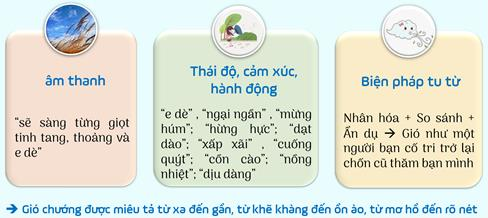 âm thanh
"sẽ sàng từng giọt
tinh tang, thoảng và
e dè"
Thái độ, cảm xúc,
hành động
"e dè" , "ngại ngần" , "mừng
húm"; "hừng hực"; "dạt
dào"; "xấp xãi" , "cuống
quýt"; "cồn cào"; "nồng
nhiệt"; "dịu dàng"
Biện pháp tu từ
Nhân hóa + So sánh +
Ẩn dụ → Gió như một
người bạn cố tri trở lại
chốn cũ thăm bạn mình
→ Gió chướng được miêu tả từ xa đến gần, từ khẽ khàng đến ồn ào, từ mơ hồ đến rõ nét